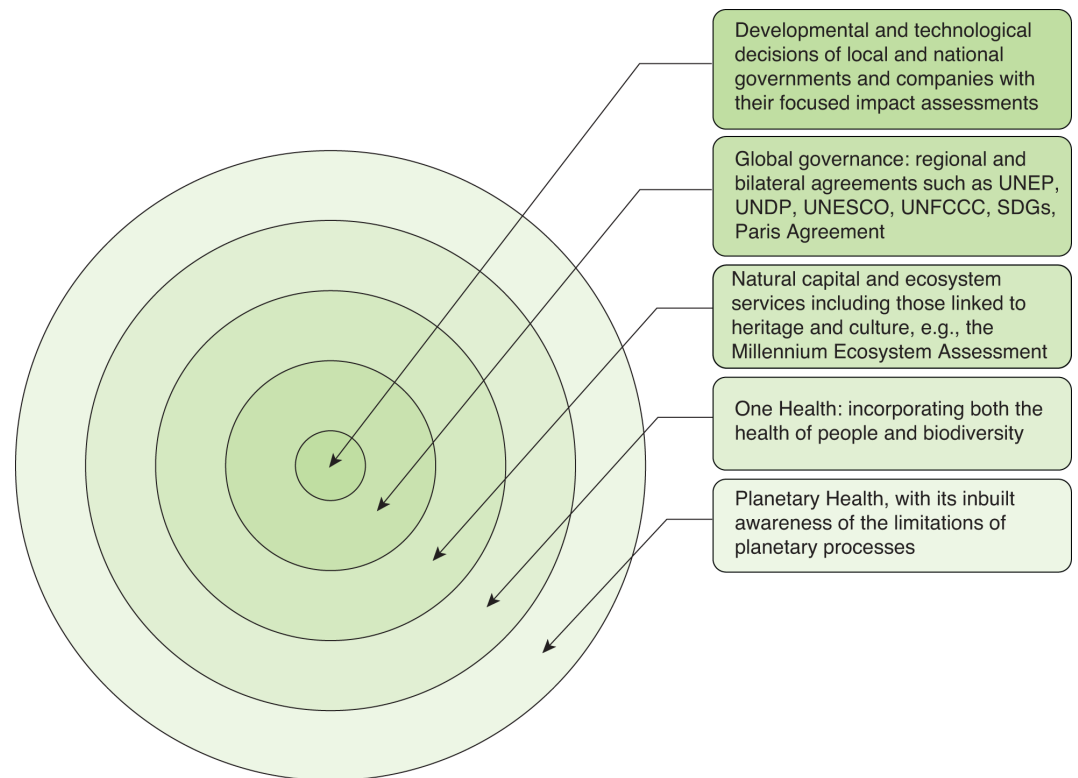 Developmental and technological
decisions of local and national
governments and companies with
their focused impact assessments
Global governance: regional and
bilateral agreements such as UNEP,
UNDP, UNESCO, UNFCCC, SDGs,
Paris Agreement
Natural capital and ecosystem
services including those linked to
heritage and culture, e.g., the
Millennium Ecosystem Assessment
One Health: incorporating both the
health of people and biodiversity
Planetary Health, with its inbuilt
awareness of the limitations of
planetary processes